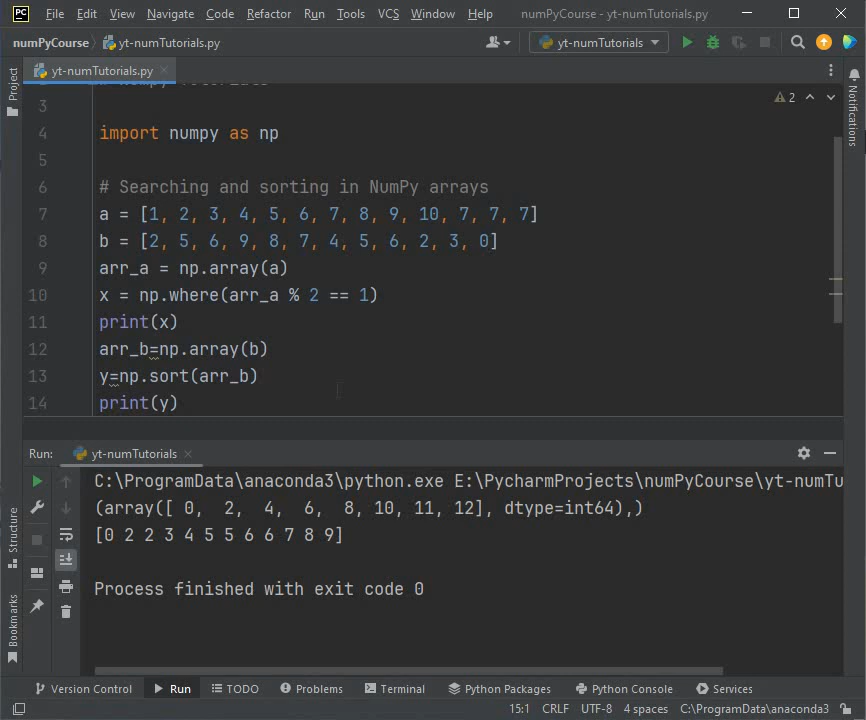 PC File Edit View Navigate Code Refactor Run Tools VCS Window Help numPyCourse - yt-numTutorials.py
numPyCourse yt-numTutorials.py yt-numTutorials
Project yt-numTutorials.py Notifications
3 2
4 import numpy as np
5
6 # Searching and sorting in NumPy arrays
7 a = [1, 2, 3, 4, 5, 6, 7, 8, 9, 10, 7, 7, 7]
8 b = [2, 5, 6, 9, 8, 7, 4, 5, 6, 2, 3, 0]
9 arr_a = np.array(a)
10 x = np.where(arr_a % 2 == 1)
11 print(x)
12 arr_b=np.array(b)
13 y=np.sort(arr_b)
14 print(y)
Run: yt-numTutorials
C:\ProgramData\anaconda3\python.exe E:\PycharmProjects\numPyCourse\yt-numTu
(array([ 0, 2, 4, 6, 8, 10, 11, 12], dtype=int64),)
[0 2 2 3 4 5 5 6 6 7 8 9]
Structure
Process finished with exit code 0
Bookmarks
Version Control Run TODO Problems Terminal Python Packages Python Console Services
15:1 CRLF UTF-8 4 spaces C:\ProgramData\anaconda3